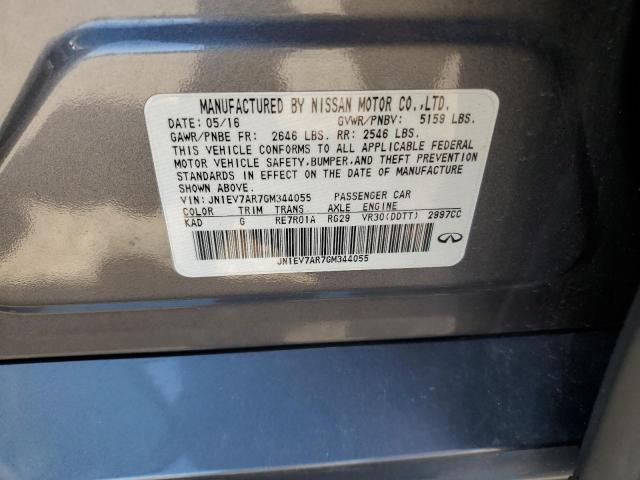 MANUFACTURED BY NISSAN MOTOR CO.,LTD.
DATE: 05/16 GVWR/PNBV: 5159 LBS.
GAWR/PNBE FR: 2646 LBS. RR: 2546 LBS.
THIS VEHICLE CONFORMS TO ALL APPLICABLE FEDERAL
MOTOR VEHICLE SAFETY,BUMPER,AND THEFT PREVENTION
STANDARDS IN EFFECT ON THE DATE OF MANUFACTURE
SHOWN ABOVE.
VIN: JN1EV7AR7GM344055 PASSENGER CAR
COLOR TRIM TRANS AXLE ENGINE
KAD G RE7R01A RG29 VR30(DDTT) 2997CC
JN1EV7AR7GM344055